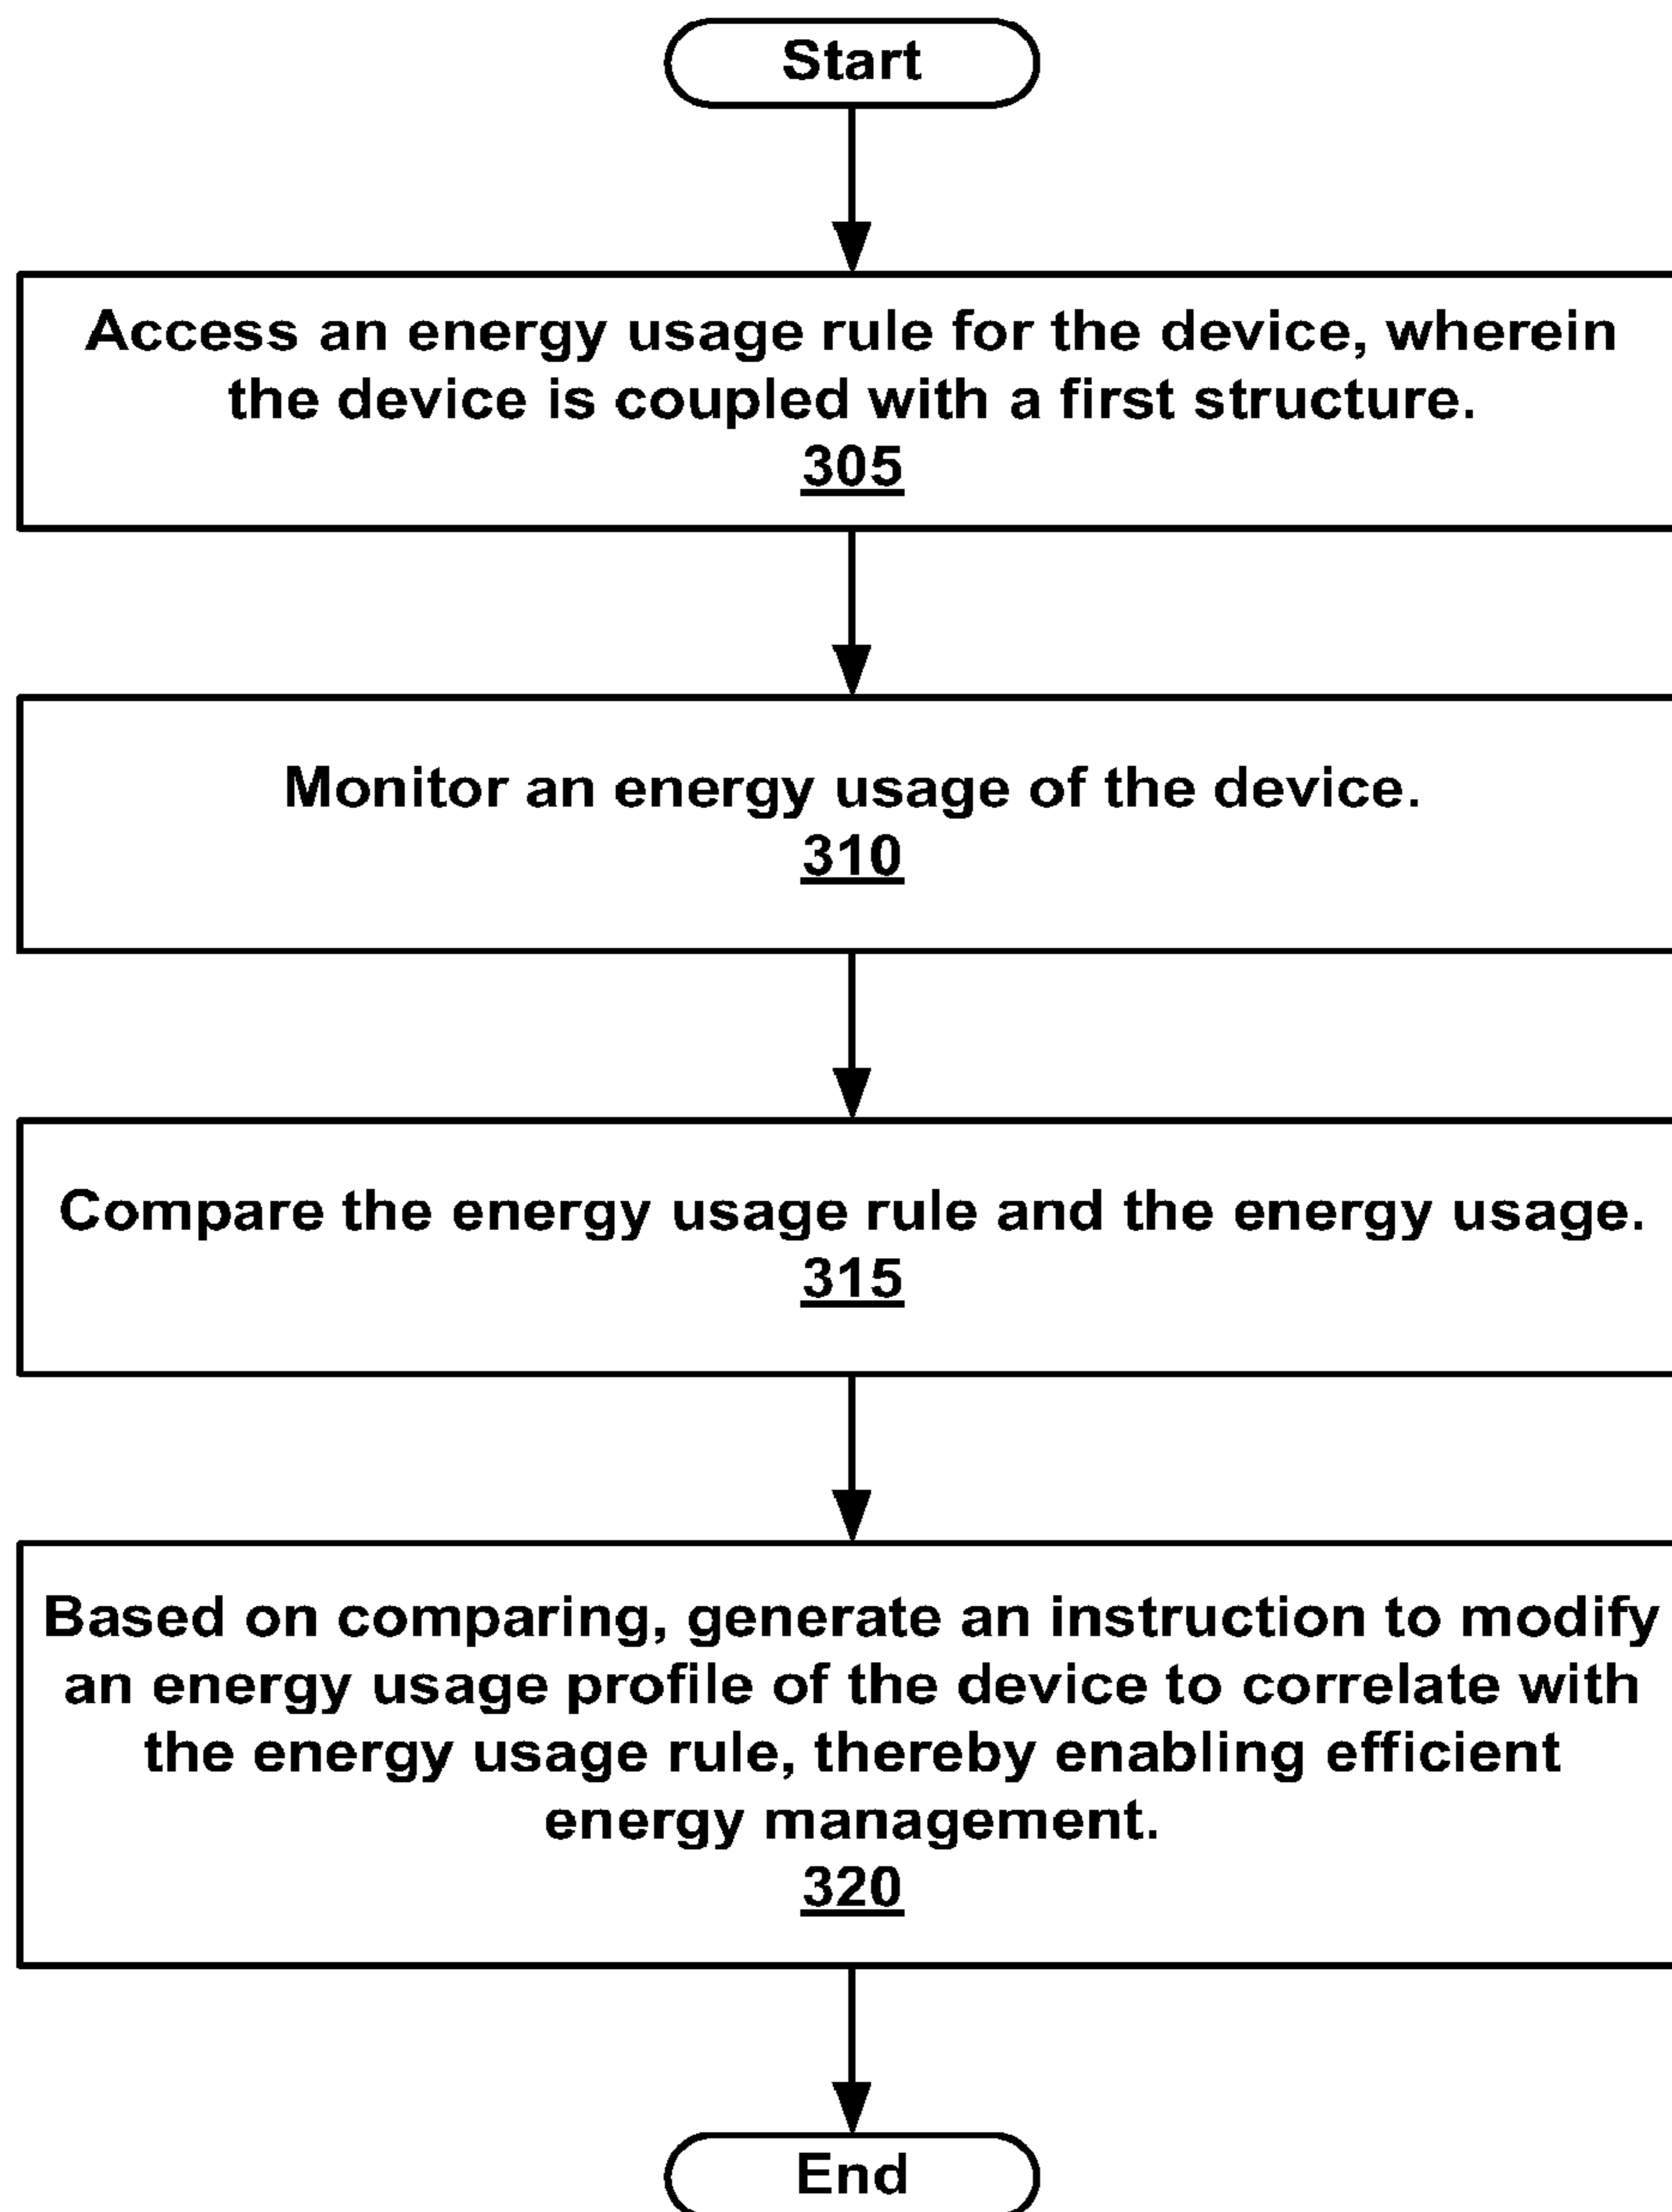 Start
Access an energy usage rule for the device, wherein
the device is coupled with a first structure.
305
Monitor an energy usage of the device.
310
Compare the energy usage rule and the energy usage.
315
Based on comparing, generate an instruction to modify
an energy usage profile of the device to correlate with
the energy usage rule, thereby enabling efficient
energy management.
320
End